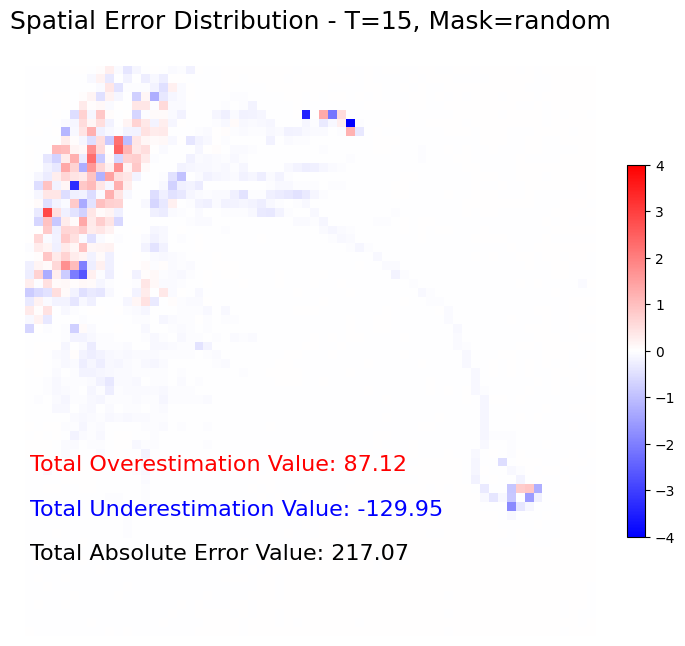 Spatial Error Distribution - T=15, Mask=random
4
3
2
1
0
−1
−2
−3
−4
Total Overestimation Value: 87.12
Total Underestimation Value: -129.95
Total Absolute Error Value: 217.07